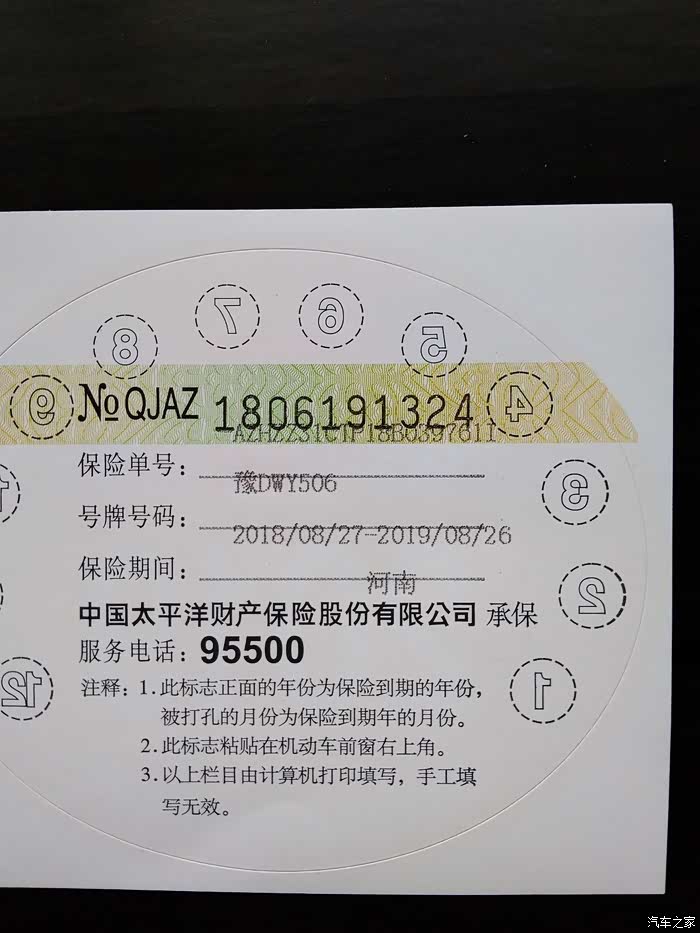 7 6
8 5
9 №QJAZ 1806191324 4
保险单号：
豫DWY506
3
号牌号码：
2018/08/27-2019/08/26
保险期间：
河南
2
中国太平洋财产保险股份有限公司 承保
服务电话：95500
12 1
注释：1.此标志正面的年份为保险到期的年份，
被打孔的月份为保险到期年的月份。
2.此标志粘贴在机动车前窗右上角。
3.以上栏目由计算机打印填写，手工填
写无效。
汽车之家